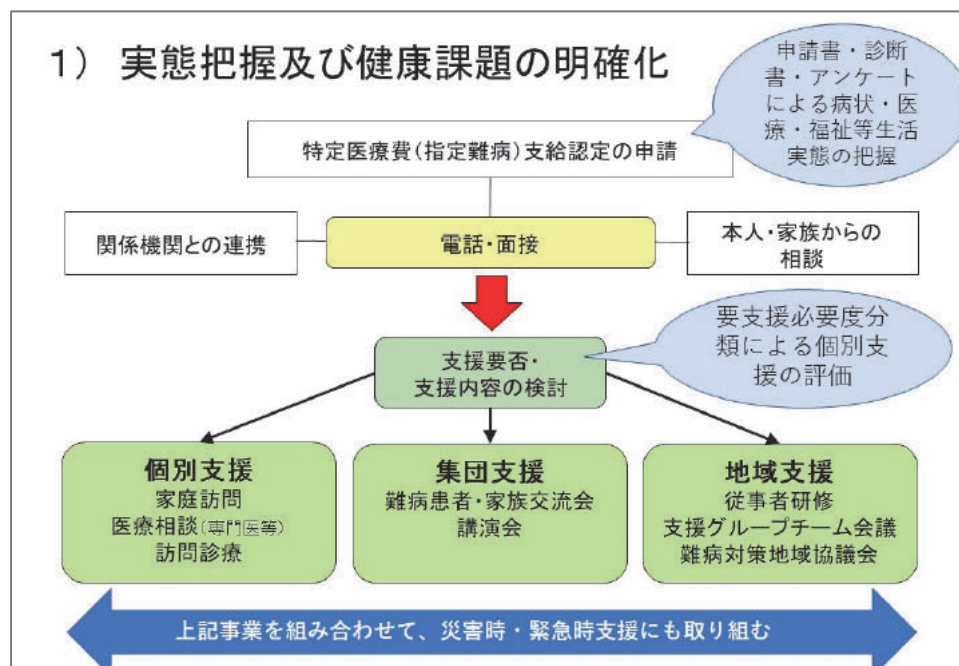 1） 実態把握及び健康課題の明確化
申請書・診断
書・アンケート
による病状・医
療・福祉等生活
実態の把握
特定医療費（指定難病）支給認定の申請
関係機関との連携
電話・面接
本人・家族からの
相談
要支援必要度分
類による個別支
援の評価
支援要否・
支援内容の検討
個別支援
家庭訪問
医療相談（専門医等）
訪問診療
集団支援
難病患者・家族交流会
講演会
地域支援
従事者研修
支援グループチーム会議
難病対策地域協議会
上記事業を組み合わせて、災害時・緊急時支援にも取り組む